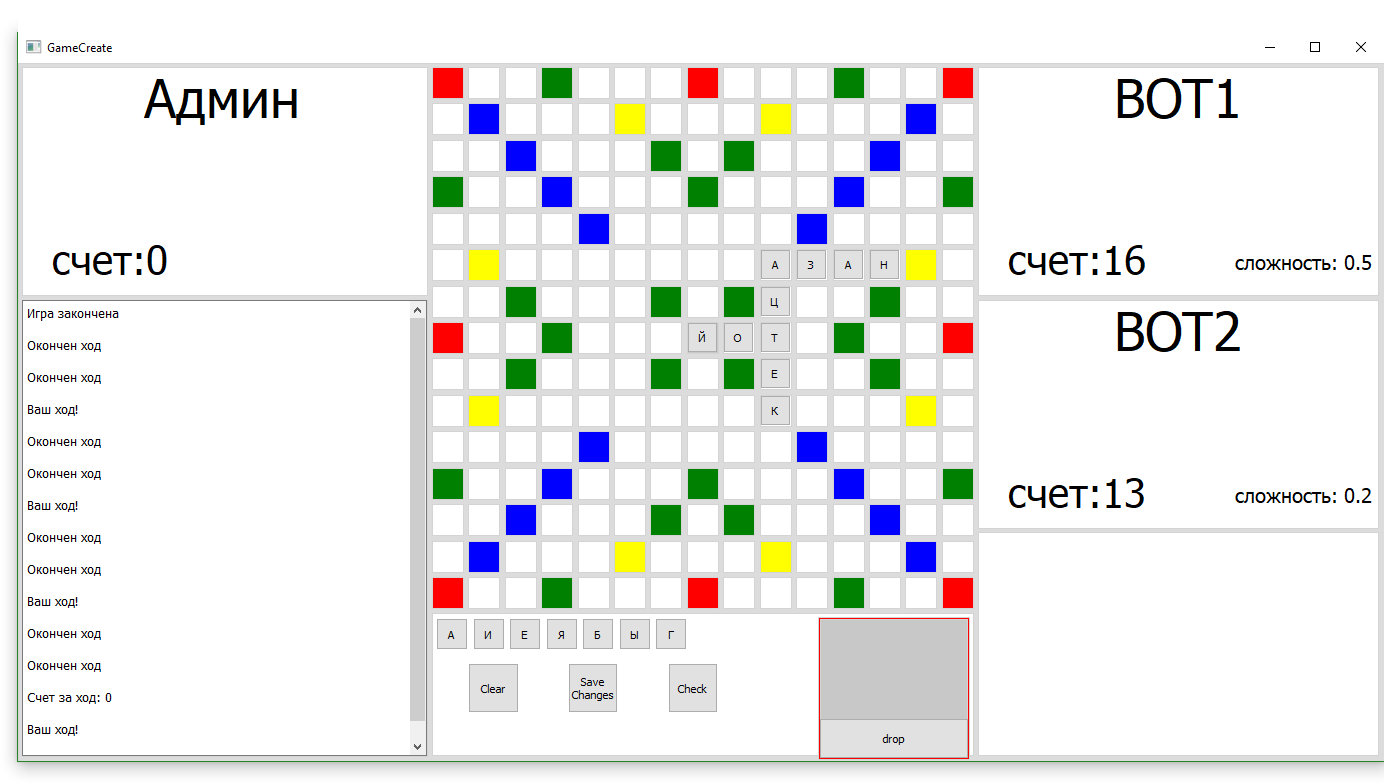 GameCreate
Админ
счет:0
Игра закончена
Окончен ход
Окончен ход
Ваш ход!
Окончен ход
Окончен ход
Ваш ход!
Окончен ход
Окончен ход
Ваш ход!
Окончен ход
Окончен ход
Счет за ход: 0
Ваш ход!
А З А Н
Ц
Й О Т
Е
К
А И Е Я Б Ы Г
Clear
Save
Changes
Check
drop
BOT1
счет:16
сложность: 0.5
BOT2
счет:13
сложность: 0.2